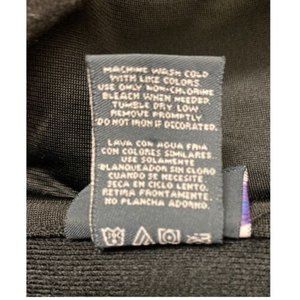 MACHINE WASH COLD
WITH LIKE COLORS
USE ONLY NON-CHLORINE
BLEACH WHEN NEEDED.
TUMBLE DRY LOW
REMOVE PROMPTLY
DO NOT IRON IF DECORATED.
LAVA CON AGUA FRIA
CON COLORES SIMILARES
USE SOLAMENTE
BLANQUEADOR SIN CLORO
CUANDO SE NECESITE
SECA EN CICLO LENTO.
RETIRA FRONTAMENTE.
NO PLANCHA ADORNO.